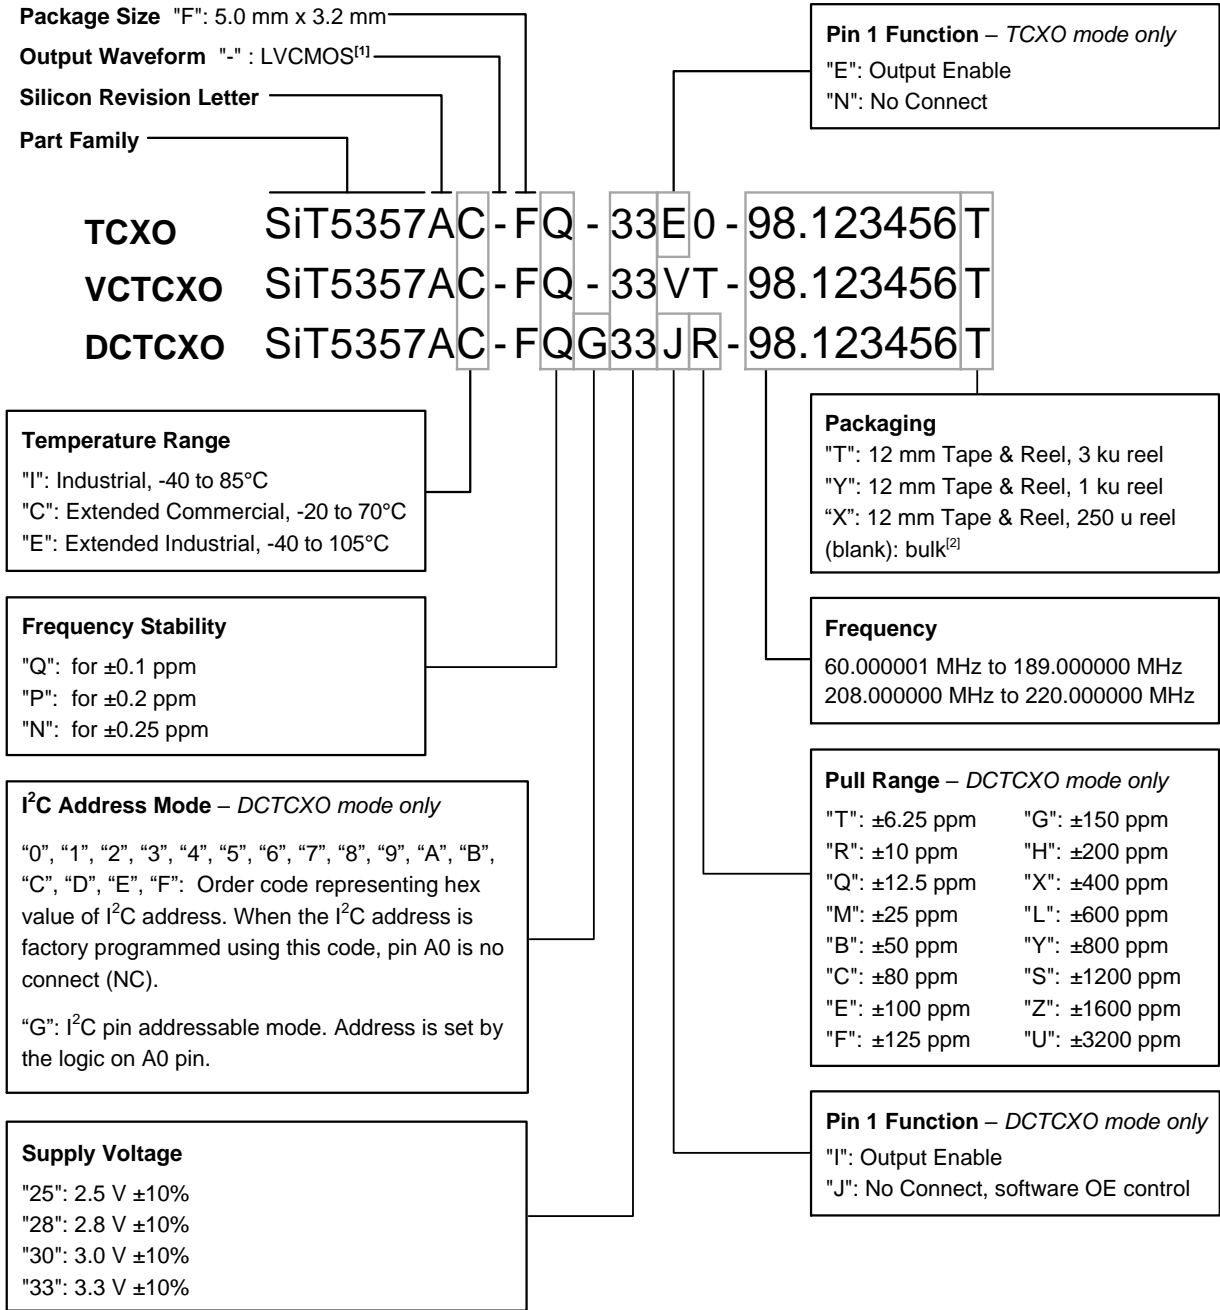 Package Size "F": 5.0 mm x 3.2 mm
Output Waveform "-" : LVCMOS[1]
Silicon Revision Letter
Part Family
Pin 1 Function – TCXO mode only
"E": Output Enable
"N": No Connect
TCXO SiT5357AC-FQ-33E0-98.123456T
VCTCXO SiT5357AC-FQ-33VT-98.123456T
DCTCXO SiT5357AC-FQG33JR-98.123456T
Temperature Range
"I": Industrial, -40 to 85°C
"C": Extended Commercial, -20 to 70°C
"E": Extended Industrial, -40 to 105°C
Frequency Stability
"Q": for ±0.1 ppm
"P": for ±0.2 ppm
"N": for ±0.25 ppm
I2C Address Mode – DCTCXO mode only
“0”, “1”, “2”, “3”, “4”, “5”, “6”, “7”, “8”, “9”, “A”, “B”,
“C”, “D”, “E”, “F”: Order code representing hex
value of I2C address. When the I2C address is
factory programmed using this code, pin A0 is no
connect (NC).
“G”: I2C pin addressable mode. Address is set by
the logic on A0 pin.
Supply Voltage
"25": 2.5 V ±10%
"28": 2.8 V ±10%
"30": 3.0 V ±10%
"33": 3.3 V ±10%
Packaging
"T": 12 mm Tape & Reel, 3 ku reel
"Y": 12 mm Tape & Reel, 1 ku reel
“X”: 12 mm Tape & Reel, 250 u reel
(blank): bulk[2]
Frequency
60.000001 MHz to 189.000000 MHz
208.000000 MHz to 220.000000 MHz
Pull Range – DCTCXO mode only
"T": ±6.25 ppm "G": ±150 ppm
"R": ±10 ppm "H": ±200 ppm
"Q": ±12.5 ppm "X": ±400 ppm
"M": ±25 ppm "L": ±600 ppm
"B": ±50 ppm "Y": ±800 ppm
"C": ±80 ppm "S": ±1200 ppm
"E": ±100 ppm "Z": ±1600 ppm
"F": ±125 ppm "U": ±3200 ppm
Pin 1 Function – DCTCXO mode only
"I": Output Enable
"J": No Connect, software OE control